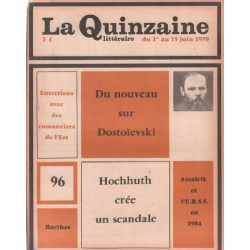 La Quinzaine
3 F littéraire du 1er au 15 juin 1970
Entretiens
avec
des
romanciers
de l'Est
Du nouveau
sur
Dostoïevski
96
Barthes
Hochhuth
crée
un scandale
Amalrik et
l'U.R.S.S.
en
1984